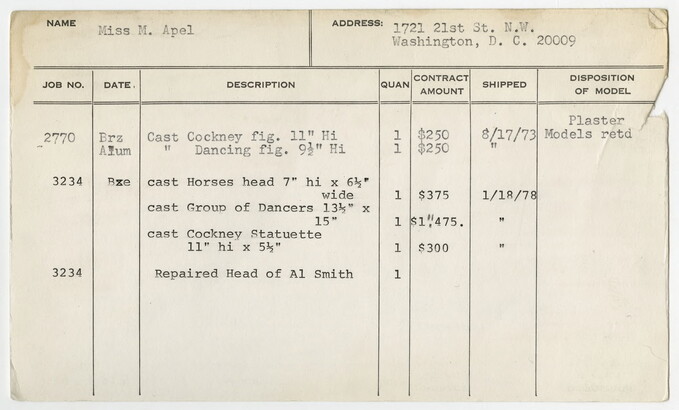 NAME Miss M. Apel ADDRESS: 1721 21st St. N.W.
Washington, D. C. 20009
JOB NO. DATE. DESCRIPTION QUAN CONTRACT AMOUNT SHIPPED DISPOSITION OF MODEL
Plaster
2770 Brz Cast Cockney fig. 11" Hi 1 $250 8/17/73 Models retd
Alum " Dancing fig. 9½" Hi 1 $250 "
3234 Bxe cast Horses head 7" hi x 6½"
wide 1 $375 1/18/78
cast Group of Dancers 13½" x
15" 1 $1,475. "
cast Cockney Statuette
11" hi x 5½" 1 $300 "
3234 Repaired Head of Al Smith 1